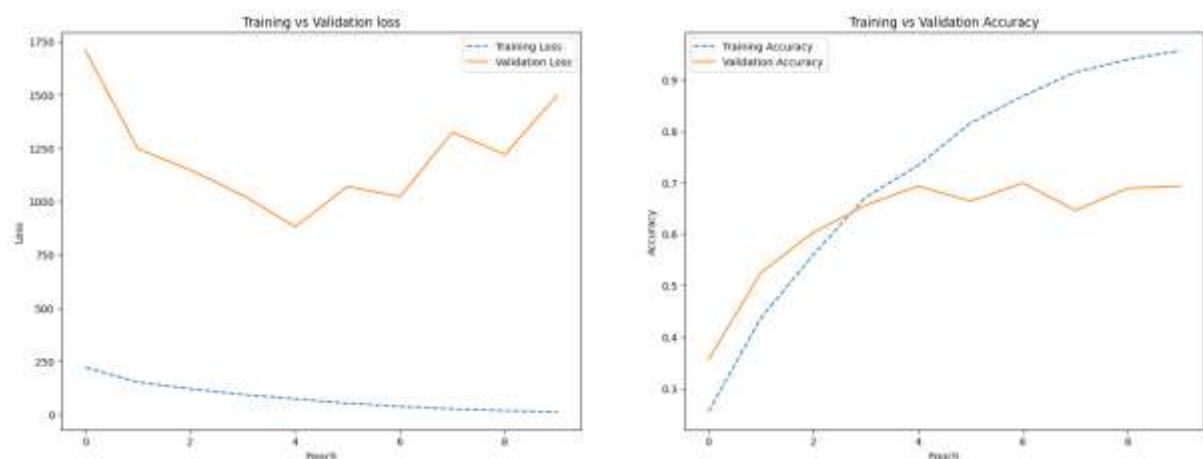 Training vs Validation loss
Training Loss
Validation Loss
1750
1500
1250
1000
750
500
250
0
Loss
0 2 4 6 8
Epoch
Training vs Validation Accuracy
Training Accuracy
Validation Accuracy
0.9
0.8
0.7
0.6
0.5
0.4
0.3
Accuracy
0 2 4 6 8
Epoch